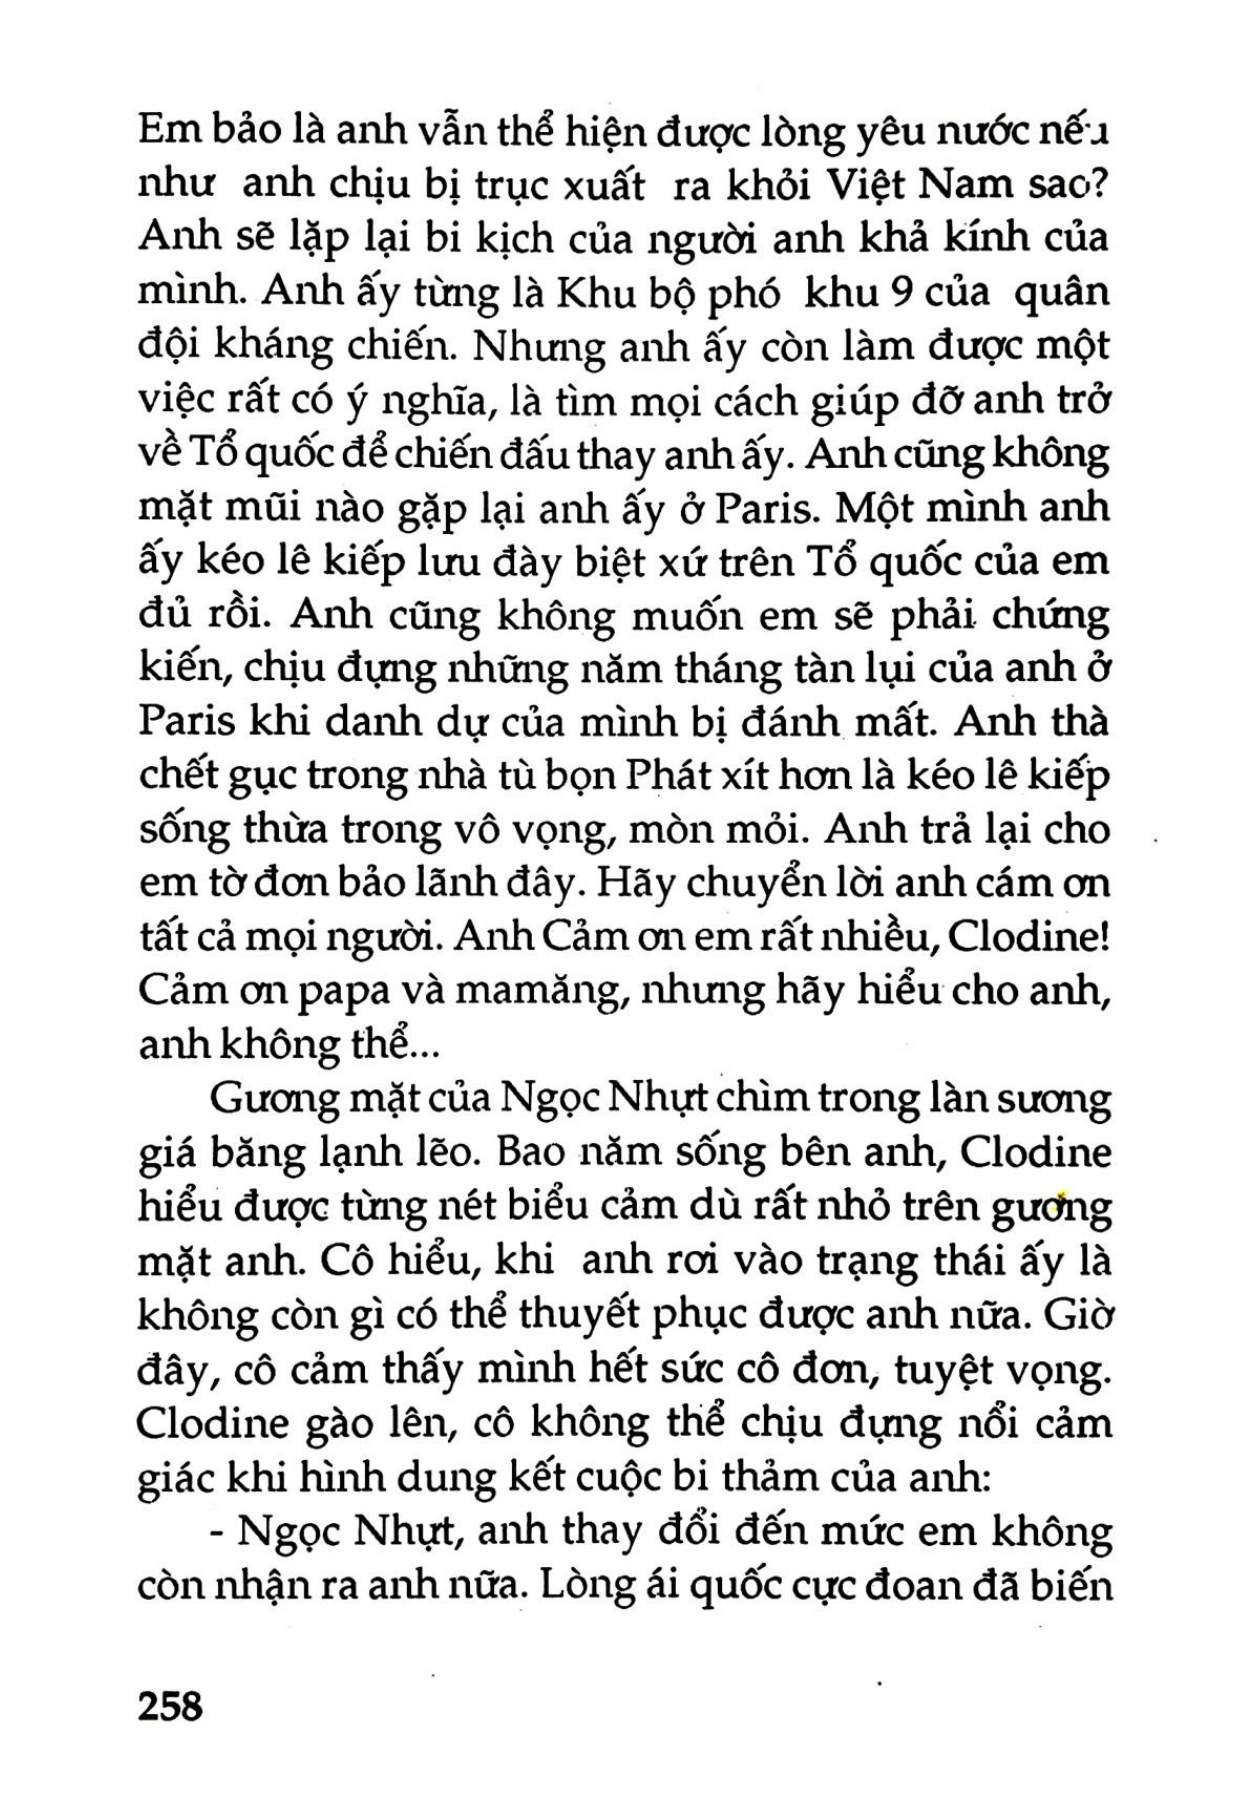 Em bảo là anh vẫn thể hiện được lòng yêu nước nếu
như anh chịu bị trục xuất ra khỏi Việt Nam sao?
Anh sẽ lặp lại bi kịch của người anh khả kính của
mình. Anh ấy từng là Khu bộ phó khu 9 của quân
đội kháng chiến. Nhưng anh ấy còn làm được một
việc rất có ý nghĩa, là tìm mọi cách giúp đỡ anh trở
về Tổ quốc để chiến đấu thay anh ấy. Anh cũng không
mặt mũi nào gặp lại anh ấy ở Paris. Một mình anh
ấy kéo lê kiếp lưu đày biệt xứ trên Tổ quốc của em
đủ rồi. Anh cũng không muốn em sẽ phải chứng
kiến, chịu đựng những năm tháng tàn lụi của anh ở
Paris khi danh dự của mình bị đánh mất. Anh thà
chết gục trong nhà tù bọn Phát xít hơn là kéo lê kiếp
sống thừa trong vô vọng, mòn mỏi. Anh trả lại cho
em tờ đơn bảo lãnh đây. Hãy chuyển lời anh cám ơn
tất cả mọi người. Anh Cảm ơn em rất nhiều, Clodine!
Cảm ơn papa và mamăng, nhưng hãy hiểu cho anh,
anh không thể...
Gương mặt của Ngọc Nhựt chìm trong làn sương
giá băng lạnh lẽo. Bao năm sống bên anh, Clodine
hiểu được từng nét biểu cảm dù rất nhỏ trên gương
mặt anh. Cô hiểu, khi anh rơi vào trạng thái ấy là
không còn gì có thể thuyết phục được anh nữa. Giờ
đây, cô cảm thấy mình hết sức cô đơn, tuyệt vọng.
Clodine gào lên, cô không thể chịu đựng nổi cảm
giác khi hình dung kết cuộc bi thảm của anh:
- Ngọc Nhựt, anh thay đổi đến mức em không
còn nhận ra anh nữa. Lòng ái quốc cực đoan đã biến
258